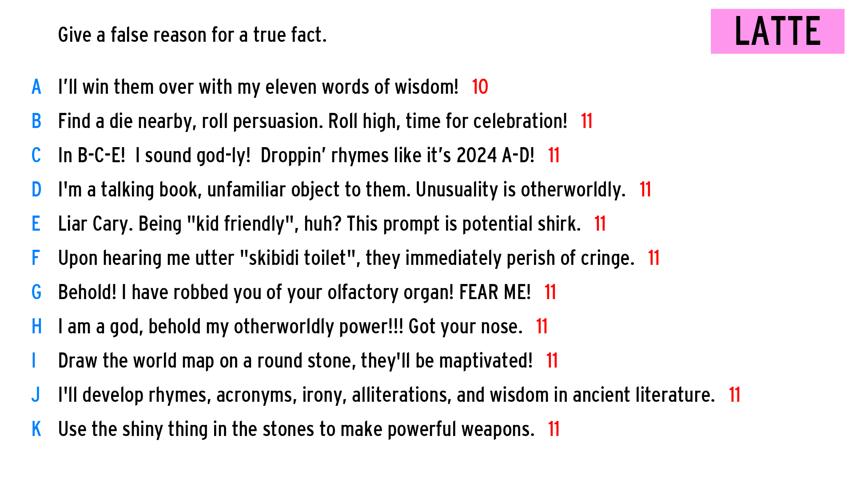 Give a false reason for a true fact.
LATTE
A I'll win them over with my eleven words of wisdom! 10
B Find a die nearby, roll persuasion. Roll high, time for celebration! 11
C In B-C-E! I sound god-ly! Droppin' rhymes like it's 2024 A-D! 11
D I'm a talking book, unfamiliar object to them. Unusuality is otherworldly. 11
E Liar Cary. Being "kid friendly", huh? This prompt is potential shirk. 11
F Upon hearing me utter "skibidi toilet", they immediately perish of cringe. 11
G Behold! I have robbed you of your olfactory organ! FEAR ME! 11
H I am a god, behold my otherworldly power!!! Got your nose. 11
I Draw the world map on a round stone, they'll be maptivated! 11
J I'll develop rhymes, acronyms, irony, alliterations, and wisdom in ancient literature. 11
K Use the shiny thing in the stones to make powerful weapons. 11